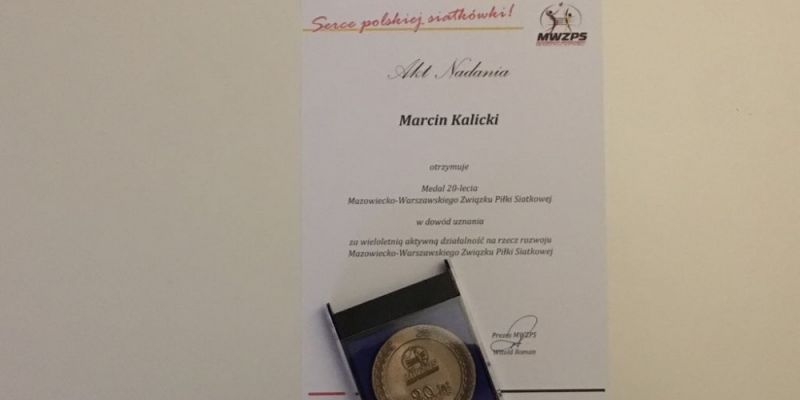 Serce polskiej siatkówki!
MWZPS
Akt Nadania
Marcin Kalicki
otrzymuje
Medal 20-lecia
Mazowiecko-Warszawskiego Związku Piłki Siatkowej
w dowód uznania
za wieloletnią aktywną działalność na rzecz rozwoju
Mazowiecko-Warszawskiego Związku Piłki Siatkowej
Prezes MWZPS
Witold Roman
20 lat